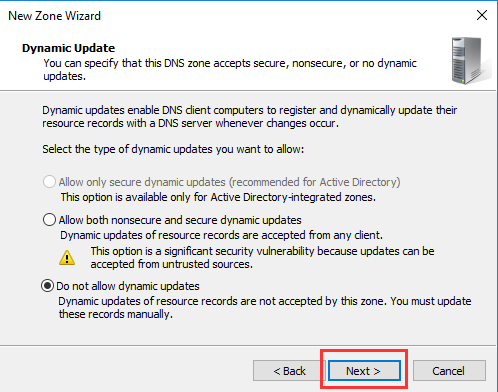 New Zone Wizard
Dynamic Update
You can specify that this DNS zone accepts secure, nonsecure, or no dynamic
updates.
Dynamic updates enable DNS client computers to register and dynamically update their
resource records with a DNS server whenever changes occur.
Select the type of dynamic updates you want to allow:
Allow only secure dynamic updates (recommended for Active Directory)
This option is available only for Active Directory-integrated zones.
Allow both nonsecure and secure dynamic updates
Dynamic updates of resource records are accepted from any client.
This option is a significant security vulnerability because updates can be
accepted from untrusted sources.
Do not allow dynamic updates
Dynamic updates of resource records are not accepted by this zone. You must update
these records manually.
< Back Next > Cancel